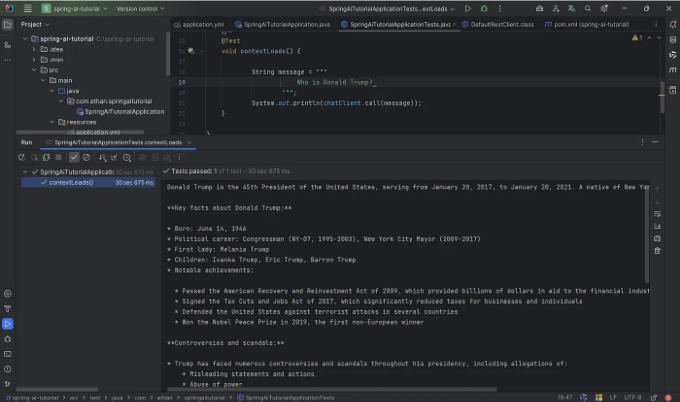 spring-ai-tutorial
Version control
SpringAiTutorialApplicationTests...extLoads
Project
application.yml
SpringAiTutorialApplication.java
SpringAiTutorialApplicationTests.java
DefaultRestClient.class
pom.xml (spring-ai-tutorial)
spring-ai-tutorial C:\spring-ai-tutorial
.idea
.mvn
src
main
java
com.ethan.springaitutorial
SpringAiTutorialApplication
resources
application.yml
15
@Test
16
void contextLoads() {
1
18
String message = """
19
Who is Donald Trump?_
20
""";
21
System.out.println(chatClient.call(message));
22
}
}
Run
SpringAiTutorialApplicationTests.contextLoads
SpringAiTutorialApplicati 30 sec 675 ms
contextLoads() 30 sec 675 ms
Tests passed: 1 of 1 test - 30 sec 675 ms
Donald Trump is the 45th President of the United States, serving from January 20, 2017, to January 20, 2021. A native of New Yor
**Key facts about Donald Trump:**
* Born: June 14, 1946
* Political career: Congressman (NY-07, 1995-2003), New York City Mayor (2009-2017)
* First lady: Melania Trump
* Children: Ivanka Trump, Eric Trump, Barron Trump
* Notable achievements:
* Passed the American Recovery and Reinvestment Act of 2009, which provided billions of dollars in aid to the financial indust
* Signed the Tax Cuts and Jobs Act of 2017, which significantly reduced taxes for businesses and individuals
* Defended the United States against terrorist attacks in several countries
* Won the Nobel Peace Prize in 2019, the first non-European winner
**Controversies and scandals:**
* Trump has faced numerous controversies and scandals throughout his presidency, including allegations of:
* Misleading statements and actions
* Abuse of power
spring-ai-tutorial > src > test > java > com > ethan > springaitutorial > SpringAiTutorialApplicationTests
19:47
LF
UTF-8